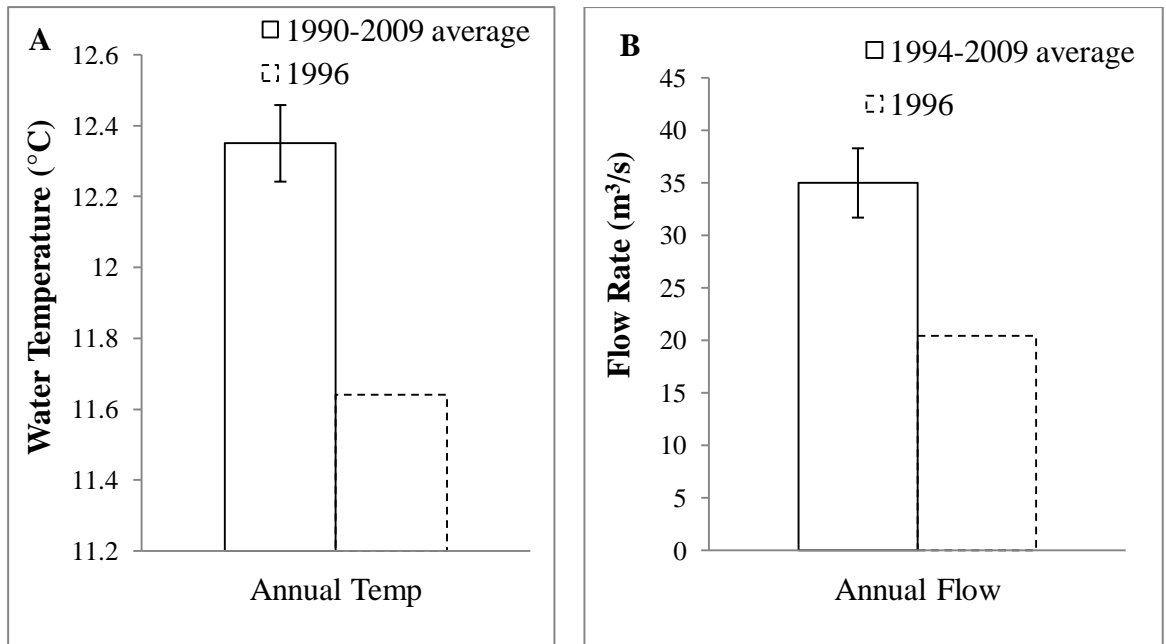 A
1990-2009 average
1996
Water Temperature (°C)
12.6
12.4
12.2
12
11.8
11.6
11.4
11.2
Annual Temp
B
1994-2009 average
1996
Flow Rate (m³/s)
45
40
35
30
25
20
15
10
5
0
Annual Flow